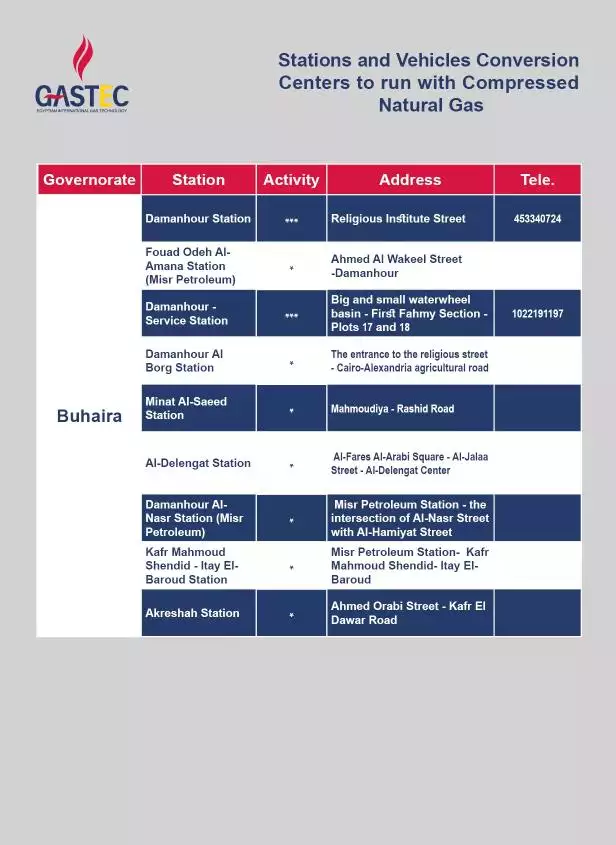 GASTEC
EGYPTIAN INTERNATIONAL GAS TECHNOLOGY
Stations and Vehicles Conversion
Centers to run with Compressed
Natural Gas
Governorate Station Activity Address Tele.
Buhaira
Damanhour Station *** Religious Institute Street 453340724
Fouad Odeh Al-
Amana Station
(Misr Petroleum)
*
Ahmed Al Wakeel Street
-Damanhour
Damanhour -
Service Station
***
Big and small waterwheel
basin - First Fahmy Section -
Plots 17 and 18
1022191197
Damanhour Al
Borg Station
*
The entrance to the religious street
- Cairo-Alexandria agricultural road
Minat Al-Saeed
Station
*
Mahmoudiya - Rashid Road
Al-Delengat Station
*
Al-Fares Al-Arabi Square - Al-Jalaa
Street - Al-Delengat Center
Damanhour Al-
Nasr Station (Misr
Petroleum)
*
Misr Petroleum Station - the
intersection of Al-Nasr Street
with Al-Hamiyat Street
Kafr Mahmoud
Shendid - Itay El-
Baroud Station
*
Misr Petroleum Station- Kafr
Mahmoud Shendid- Itay El-
Baroud
Akreshah Station
*
Ahmed Orabi Street - Kafr El
Dawar Road